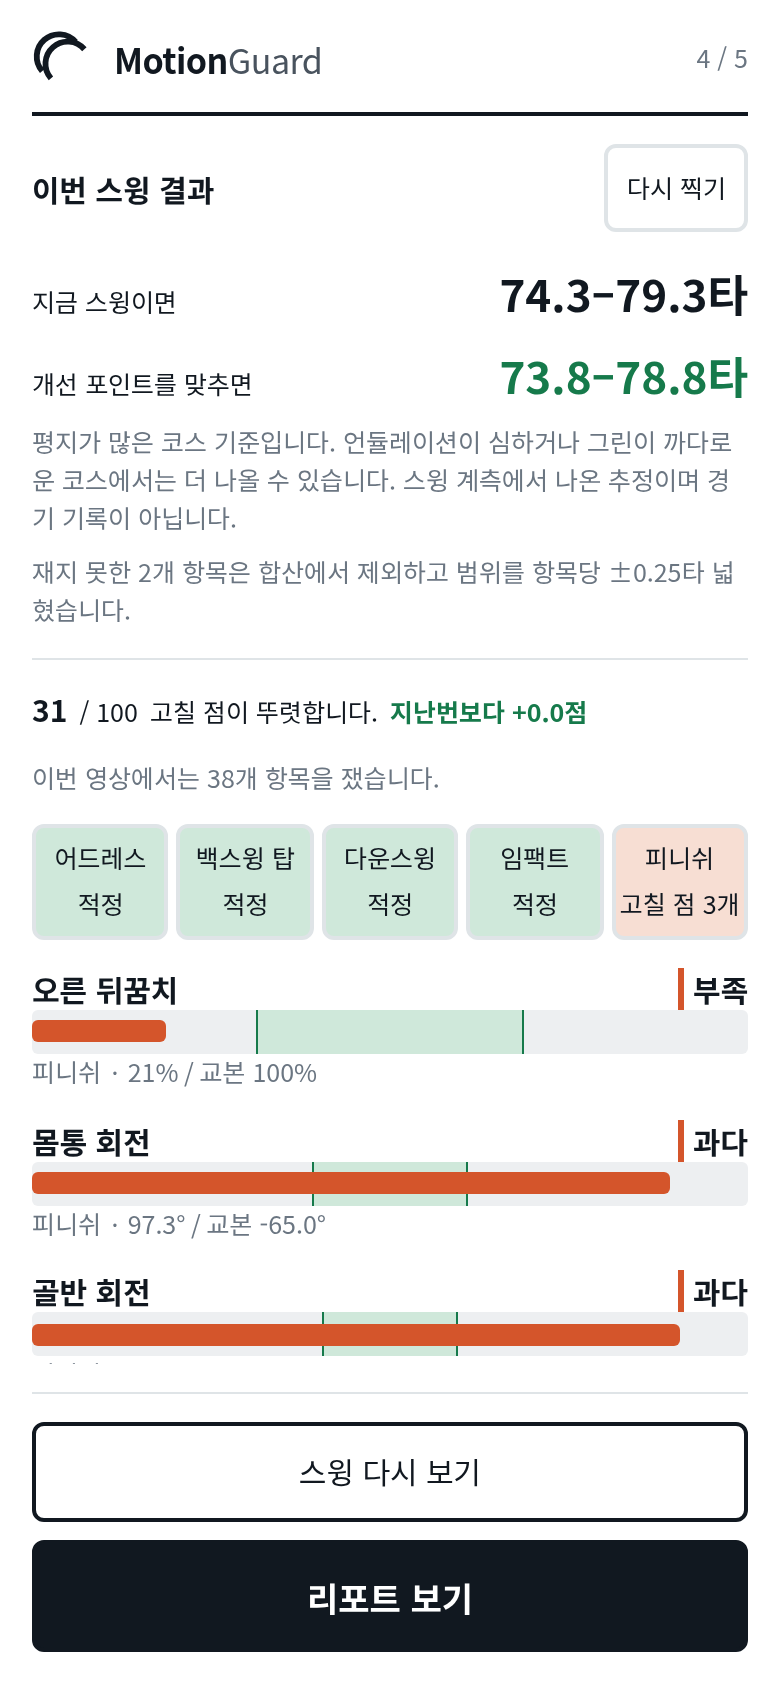 MotionGuard
4 / 5
이번 스윙 결과
다시 찍기
지금 스윙이면
74.3–79.3타
개선 포인트를 맞추면
73.8–78.8타
평지가 많은 코스 기준입니다. 언듈레이션이 심하거나 그린이 까다로
운 코스에서는 더 나올 수 있습니다. 스윙 계측에서 나온 추정이며 경
기 기록이 아닙니다.
재지 못한 2개 항목은 합산에서 제외하고 범위를 항목당 ±0.25타 넓
혔습니다.
31 / 100 고칠 점이 뚜렷합니다. 지난번보다 +0.0점
이번 영상에서는 38개 항목을 쟀습니다.
어드레스
적정
백스윙 탑
적정
다운스윙
적정
임팩트
적정
피니쉬
고칠 점 3개
오른 뒤꿈치
부족
피니쉬 · 21% / 교본 100%
몸통 회전
과다
피니쉬 · 97.3° / 교본 -65.0°
골반 회전
과다
스윙 다시 보기
리포트 보기